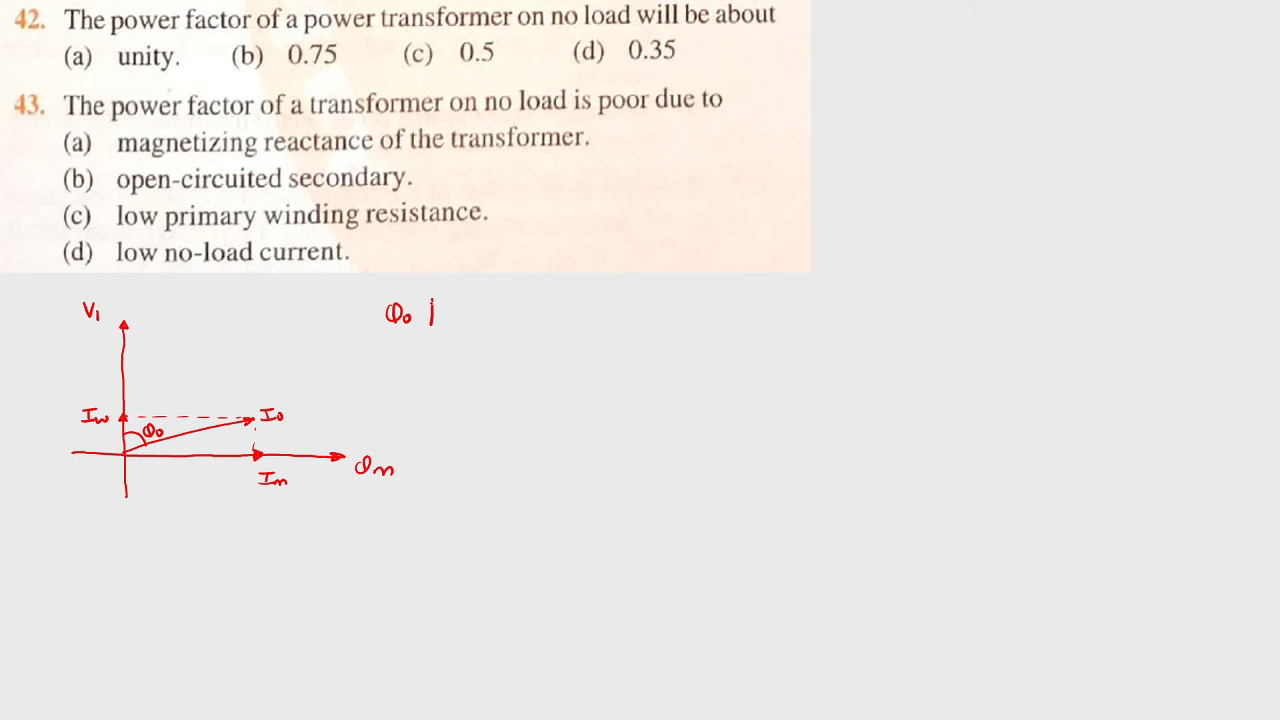 42. The power factor of a power transformer on no load will be about
(a) unity. (b) 0.75 (c) 0.5 (d) 0.35
43. The power factor of a transformer on no load is poor due to
(a) magnetizing reactance of the transformer.
(b) open-circuited secondary.
(c) low primary winding resistance.
(d) low no-load current.
V1
Φ0 |
Iw
I0
Φ0
Φm
Im